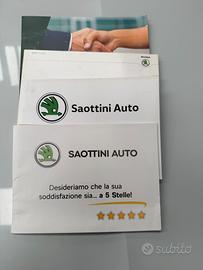 Saottini Auto
SAOTTINI AUTO
Desideriamo che la sua
soddisfazione sia... a 5 Stelle!
subito